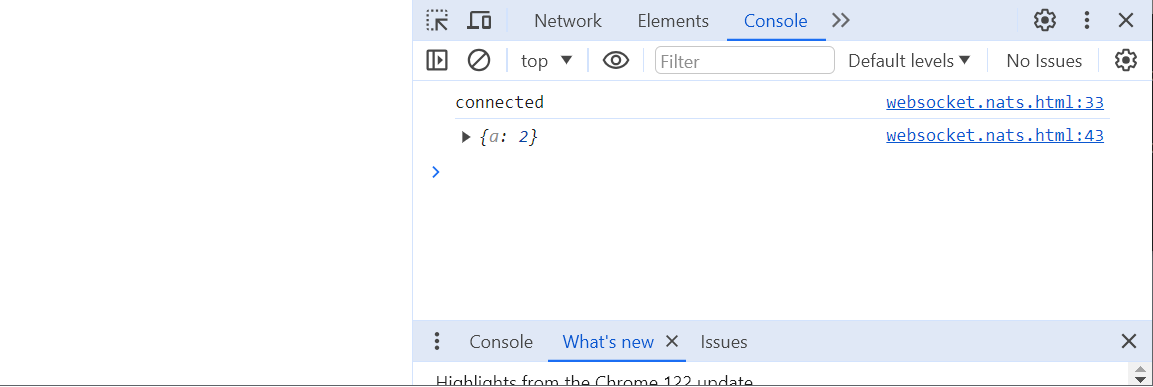 Network Elements Console
top Filter Default levels No Issues
connected websocket.nats.html:33
{a: 2} websocket.nats.html:43
Console What's new Issues
Highlights from the Chrome 122 update